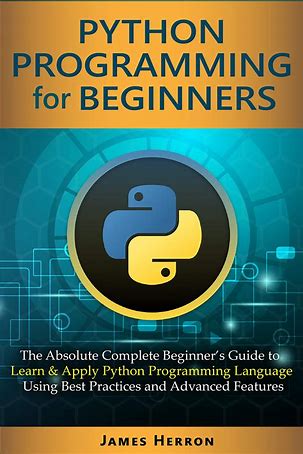 PYTHON
PROGRAMMING
for BEGINNERS
The Absolute Complete Beginner’s Guide to
Learn & Apply Python Programming Language
Using Best Practices and Advanced Features
JAMES HERRON